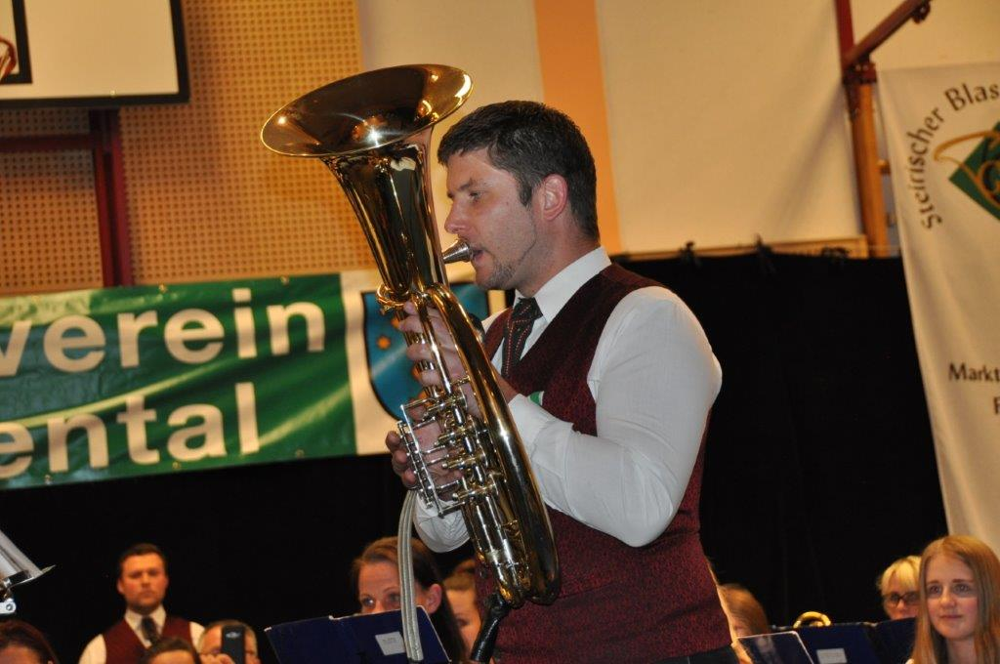 verein
ental
Steirischer Blas
Markt
F